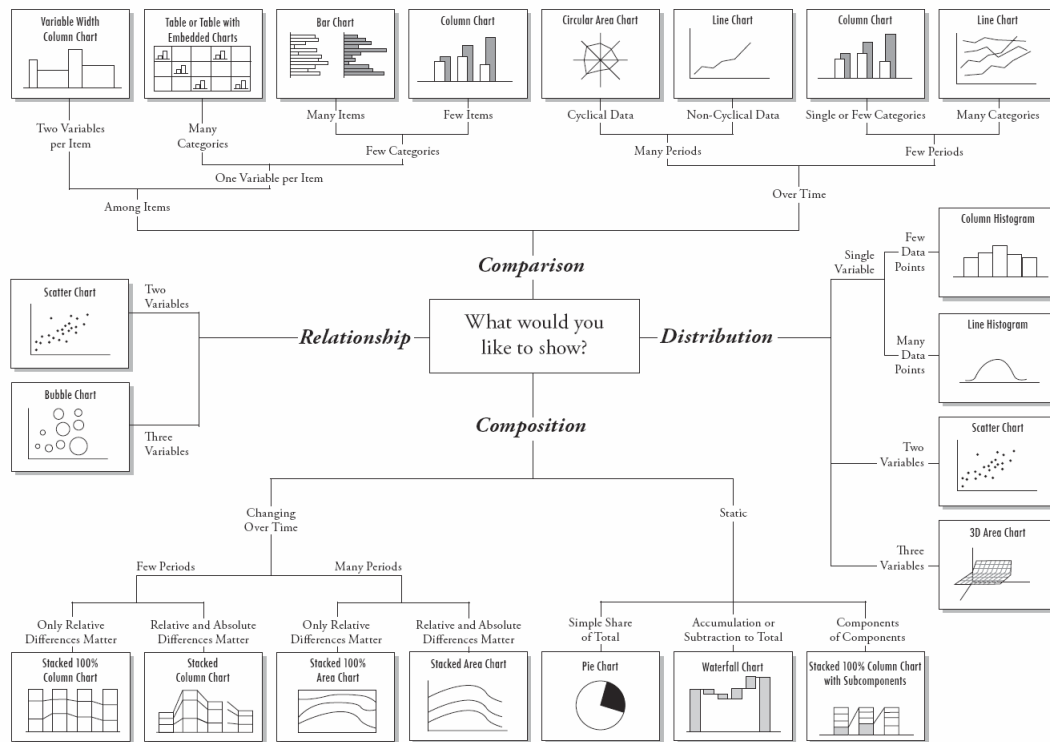 Variable Width
Column Chart
Table or Table with
Embedded Charts
Bar Chart
Column Chart
Circular Area Chart
Line Chart
Column Chart
Line Chart
Two Variables
per Item
Many
Categories
Many Items
Few Items
Cyclical Data
Non-Cyclical Data
Single or Few Categories
Many Categories
Few Categories
Many Periods
Few Periods
One Variable per Item
Among Items
Over Time
Comparison
What would you
like to show?
Relationship
Scatter Chart
Two
Variables
Bubble Chart
Three
Variables
Distribution
Single
Variable
Few
Data
Points
Column Histogram
Many
Data
Points
Line Histogram
Two
Variables
Scatter Chart
Three
Variables
3D Area Chart
Composition
Changing
Over Time
Static
Few Periods
Many Periods
Only Relative
Differences Matter
Relative and Absolute
Differences Matter
Only Relative
Differences Matter
Relative and Absolute
Differences Matter
Simple Share
of Total
Accumulation or
Subtraction to Total
Components
of Components
Stacked 100%
Column Chart
Stacked
Column Chart
Stacked 100%
Area Chart
Stacked Area Chart
Pie Chart
Waterfall Chart
Stacked 100% Column Chart
with Subcomponents